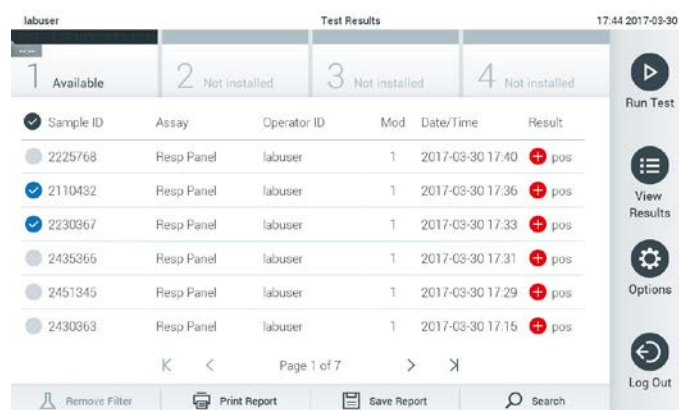 labuser Test Results 17:44 2017-03-30
1 Available 2 Not installed 3 Not installed 4 Not installed
Run Test
Sample ID Assay Operator ID Mod Date/Time Result
2225768 Resp Panel labuser 1 2017-03-30 17:40 pos
2110432 Resp Panel labuser 1 2017-03-30 17:36 pos
2230367 Resp Panel labuser 1 2017-03-30 17:33 pos
View
Results
2435366 Resp Panel labuser 1 2017-03-30 17:31 pos
2451345 Resp Panel labuser 1 2017-03-30 17:29 pos
Options
2430363 Resp Panel labuser 1 2017-03-30 17:15 pos
Page 1 of 7
Log Out
Remove Filter Print Report Save Report Search